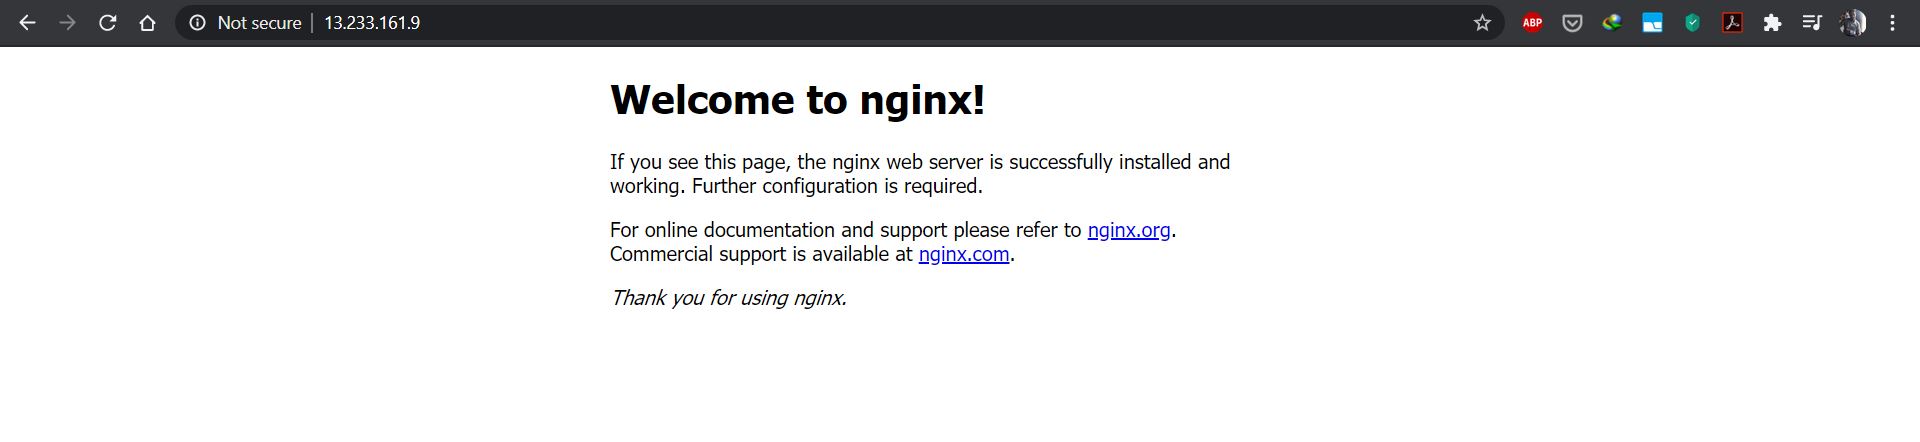 Not secure | 13.233.161.9
ABP
Welcome to nginx!
If you see this page, the nginx web server is successfully installed and
working. Further configuration is required.
For online documentation and support please refer to nginx.org.
Commercial support is available at nginx.com.
Thank you for using nginx.